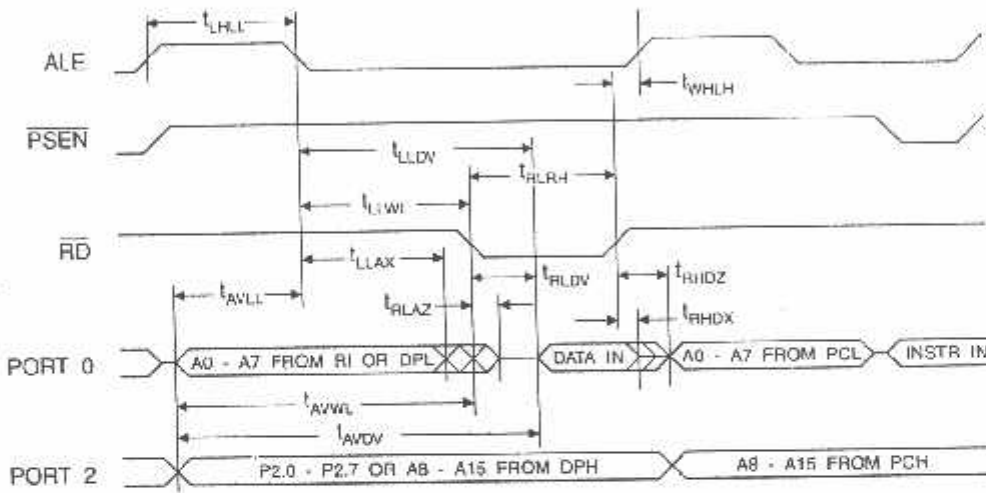 tLHLL
ALE
tWHLH
PSEN
tLLDV
tRLRH
tLLWL
RD
tLLAX
tRLDV
tRHDZ
tAVLL
tRLAZ
tRHDX
PORT 0
A0 - A7 FROM RI OR DPL
DATA IN
A0 - A7 FROM PCL
INSTR IN
tAVWL
tAVDV
PORT 2
P2.0 - P2.7 OR A8 - A15 FROM DPH
A8 - A15 FROM PCH